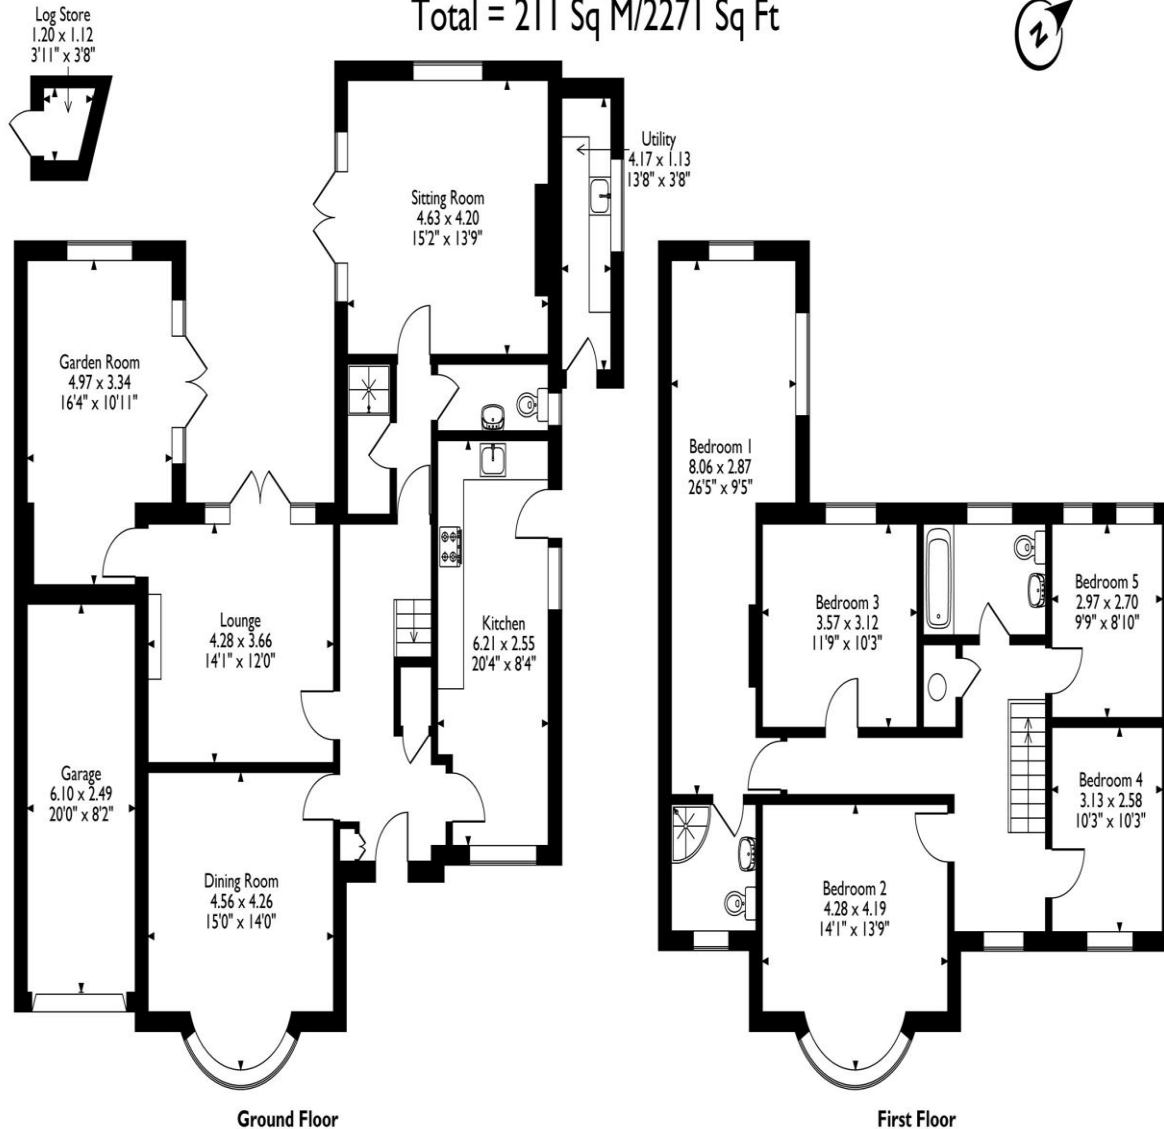 Total = 211 Sq M/2271 Sq Ft
Log Store
1.20 x 1.12
3'11" x 3'8"
N
Utility
4.17 x 1.13
13'8" x 3'8"
Sitting Room
4.63 x 4.20
15'2" x 13'9"
Garden Room
4.97 x 3.34
16'4" x 10'11"
Bedroom 1
8.06 x 2.87
26'5" x 9'5"
Lounge
4.28 x 3.66
14'1" x 12'0"
Kitchen
6.21 x 2.55
20'4" x 8'4"
Bedroom 3
3.57 x 3.12
11'9" x 10'3"
Bedroom 5
2.97 x 2.70
9'9" x 8'10"
Garage
6.10 x 2.49
20'0" x 8'2"
Bedroom 4
3.13 x 2.58
10'3" x 10'3"
Dining Room
4.56 x 4.26
15'0" x 14'0"
Bedroom 2
4.28 x 4.19
14'1" x 13'9"
Ground Floor
First Floor